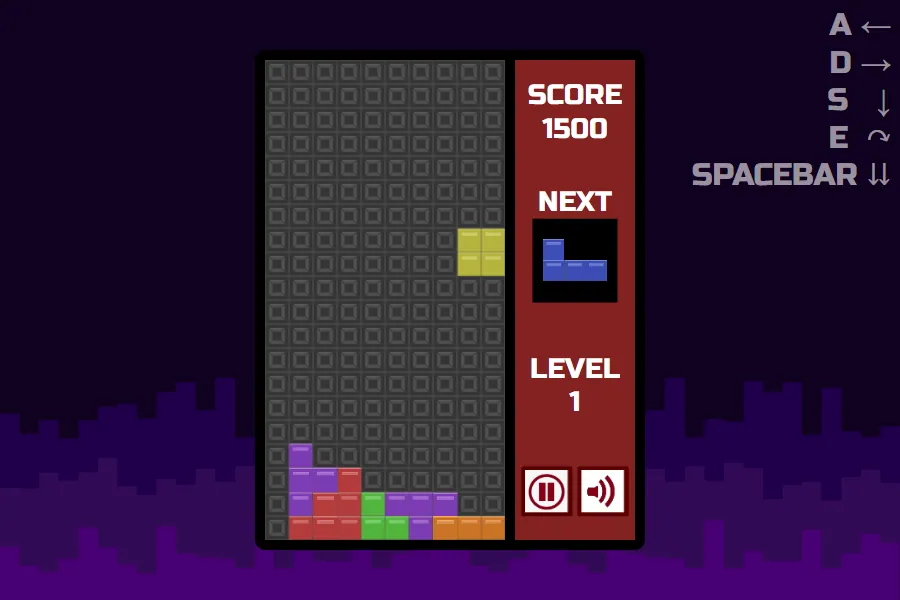 A ←
D →
S ↓
E ↷
SPACEBAR ⇊
SCORE
1500
NEXT
LEVEL
1